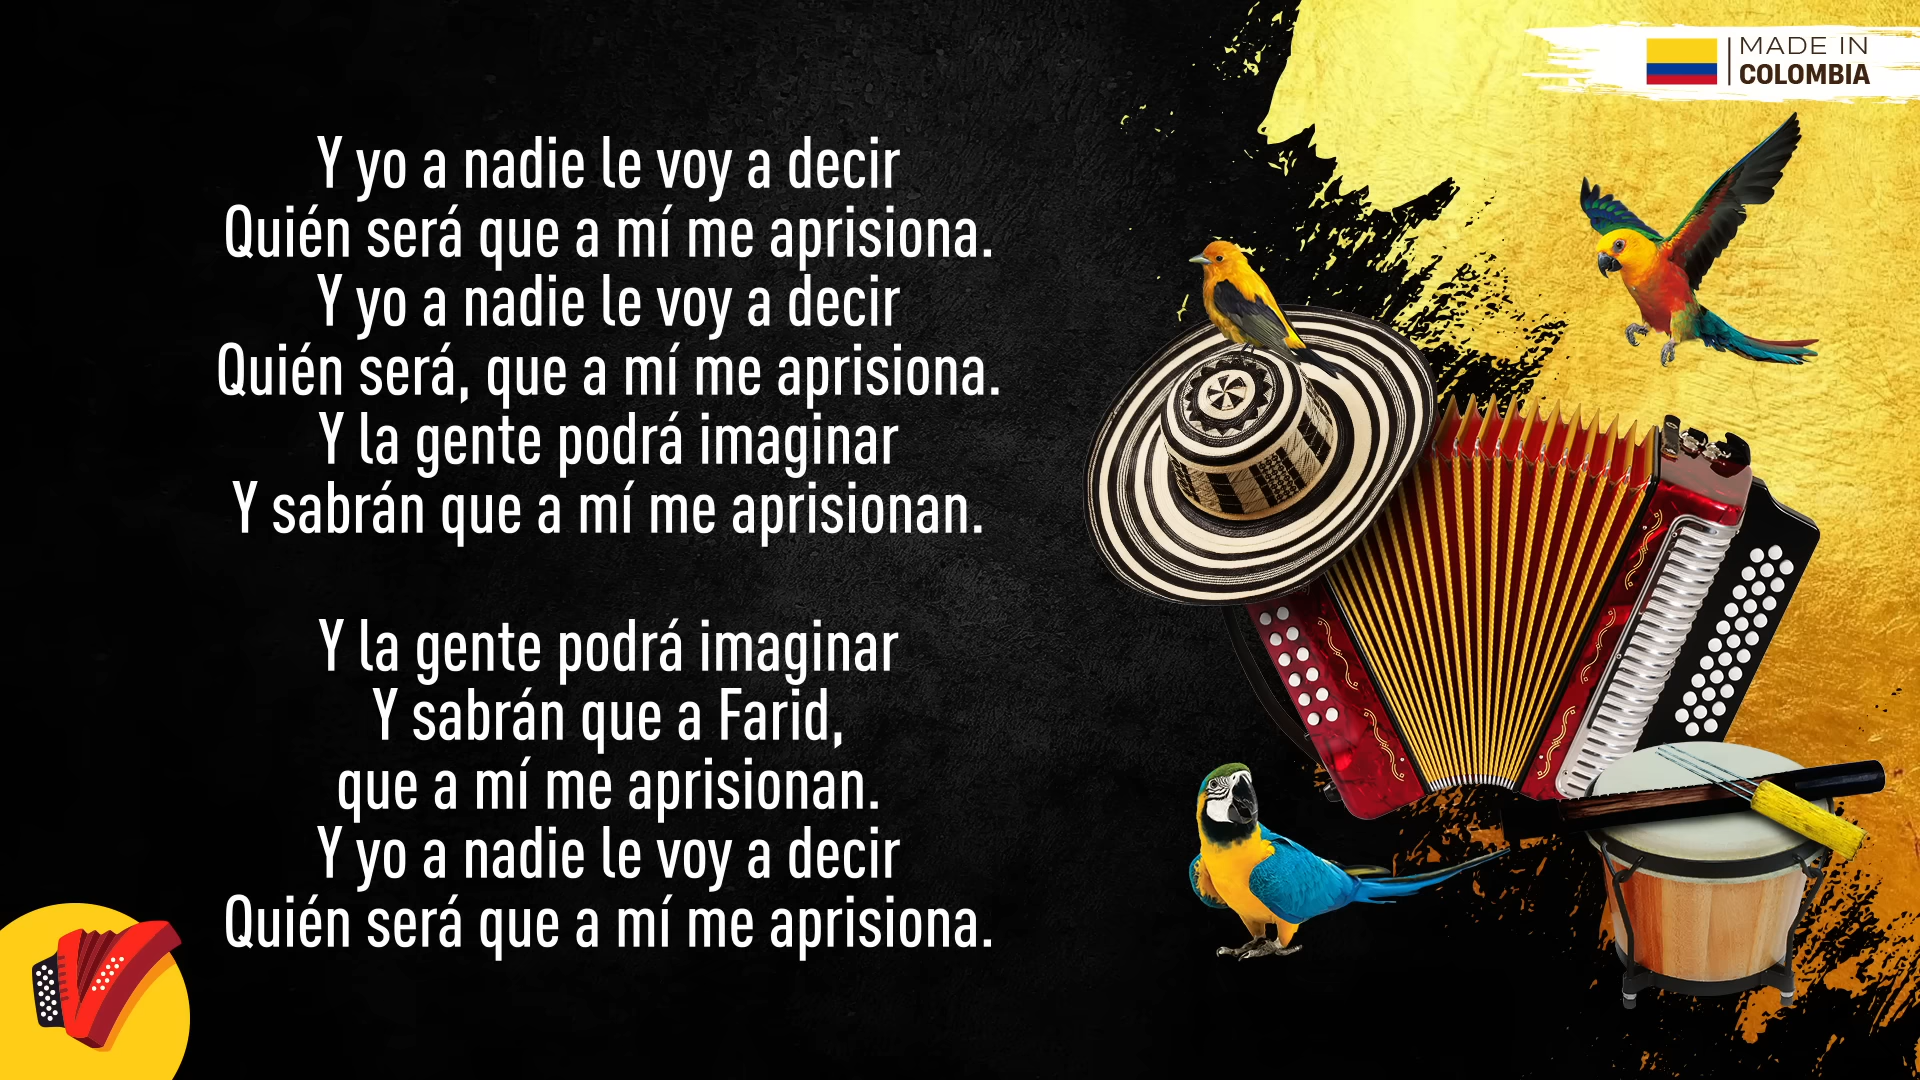 MADE IN
COLOMBIA
Y yo a nadie le voy a decir
Quién será que a mí me aprisiona.
Y yo a nadie le voy a decir
Quién será, que a mí me aprisiona.
Y la gente podrá imaginar
Y sabrán que a mí me aprisionan.
Y la gente podrá imaginar
Y sabrán que a Farid,
que a mí me aprisionan.
Y yo a nadie le voy a decir
Quién será que a mí me aprisiona.